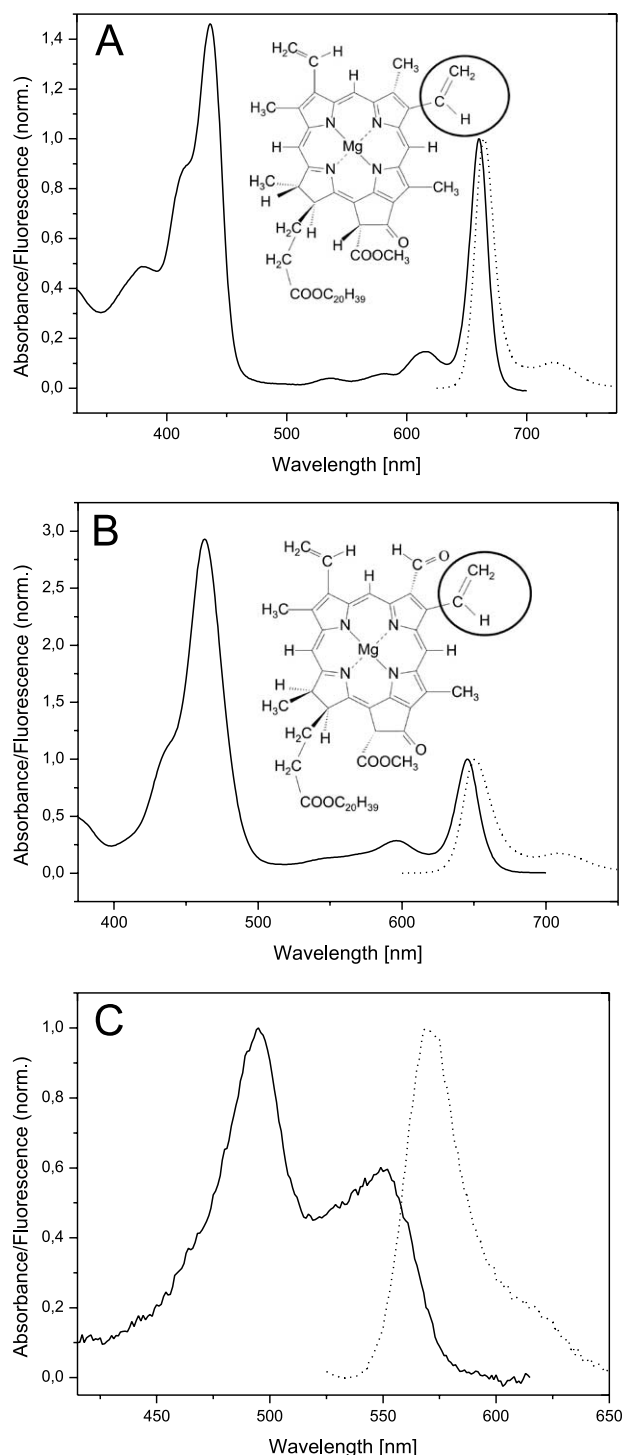 A
Absorbance/Fluorescence (norm.)
1,4
1,2
1,0
0,8
0,6
0,4
0,2
0,0
H₂C H CH₃ CH₂
H
H₃C H
N N
Mg
H H
N N
H₃C CH₃
H
H₂C H
H O
H₂C COOCH₃
COOC₂₀H₃₉
400 500 600 700
Wavelength [nm]
B
Absorbance/Fluorescence (norm.)
3,0
2,5
2,0
1,5
1,0
0,5
0,0
H₂C H H C O CH₂
H
H₃C H
N N
Mg
H H
N N
H
H₃C CH₃
H₂C H
O
H₂C COOCH₃
COOC₂₀H₃₉
400 500 600 700
Wavelength [nm]
C
Absorbance/Fluorescence (norm.)
1,0
0,8
0,6
0,4
0,2
0,0
450 500 550 600 650
Wavelength [nm]